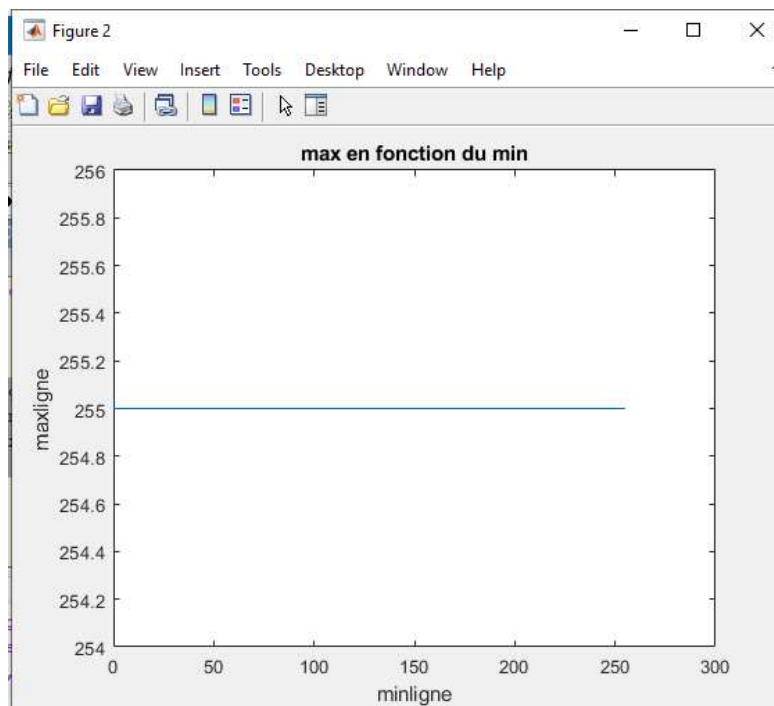 Figure 2
File Edit View Insert Tools Desktop Window Help
max en fonction du min
256
255.8
255.6
255.4
255.2
255
254.8
254.6
254.4
254.2
254
maxligne
0 50 100 150 200 250 300
minligne